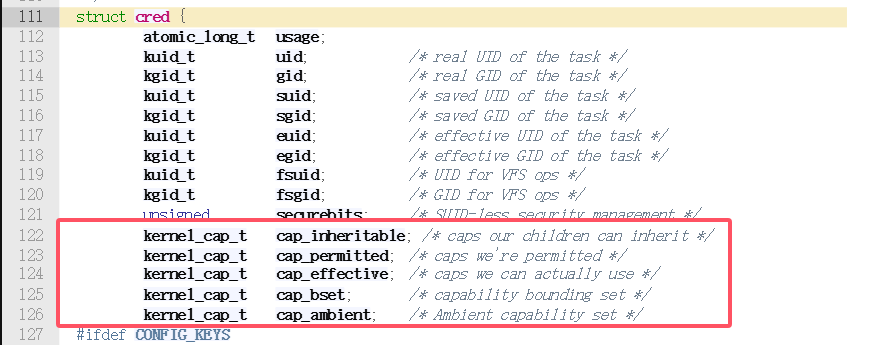 111 struct cred {
112 atomic_long_t usage;
113 kuid_t uid; /* real UID of the task */
114 kgid_t gid; /* real GID of the task */
115 kuid_t suid; /* saved UID of the task */
116 kgid_t sgid; /* saved GID of the task */
117 kuid_t euid; /* effective UID of the task */
118 kgid_t egid; /* effective GID of the task */
119 kuid_t fsuid; /* UID for VFS ops */
120 kgid_t fsgid; /* GID for VFS ops */
121 unsigned securebits; /* SUID-less security management */
122 kernel_cap_t cap_inheritable; /* caps our children can inherit */
123 kernel_cap_t cap_permitted; /* caps we're permitted */
124 kernel_cap_t cap_effective; /* caps we can actually use */
125 kernel_cap_t cap_bset; /* capability bounding set */
126 kernel_cap_t cap_ambient; /* Ambient capability set */
127 #ifdef CONFIG_KEYS